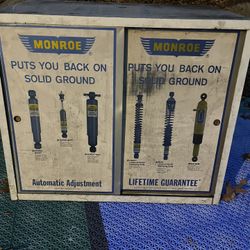 MONROE
PUTS YOU BACK ON
SOLID GROUND
Automatic Adjustment
MONROE
PUTS YOU BACK ON
SOLID GROUND
LIFETIME GUARANTEE